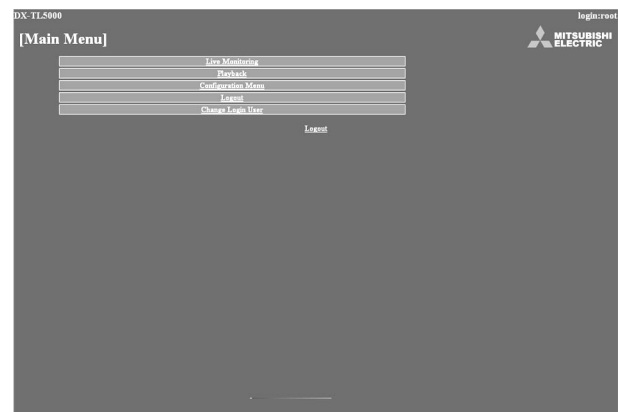 DX-TL5000
login:root
[Main Menu]
MITSUBISHI
ELECTRIC
Live Monitoring
Playback
Configuration Menu
Logout
Change Login User
Logout